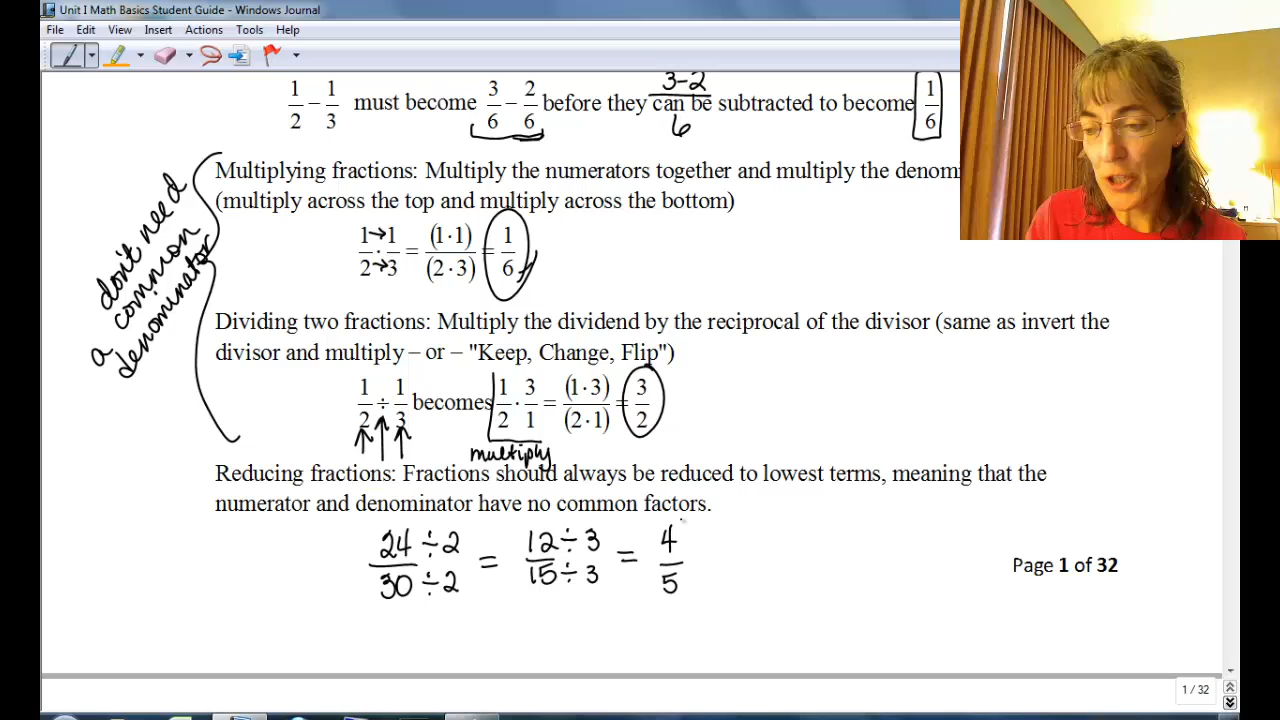 Unit I Math Basics Student Guide - Windows Journal
File Edit View Insert Actions Tools Help
3-2
1/2 − 1/3 must become 3/6 − 2/6 before they can be subtracted to become 1/6
6
Multiplying fractions: Multiply the numerators together and multiply the denomi
(multiply across the top and multiply across the bottom)
1/2 · 1/3 = (1·1)/(2·3) = 1/6
don't need
a common
denominator
Dividing two fractions: Multiply the dividend by the reciprocal of the divisor (same as invert the
divisor and multiply – or – "Keep, Change, Flip")
1/2 ÷ 1/3 becomes 1/2 · 3/1 = (1·3)/(2·1) = 3/2
multiply
Reducing fractions: Fractions should always be reduced to lowest terms, meaning that the
numerator and denominator have no common factors.
24 ÷ 2 / 30 ÷ 2 = 12 ÷ 3 / 15 ÷ 3 = 4/5
Page 1 of 32
1 / 32